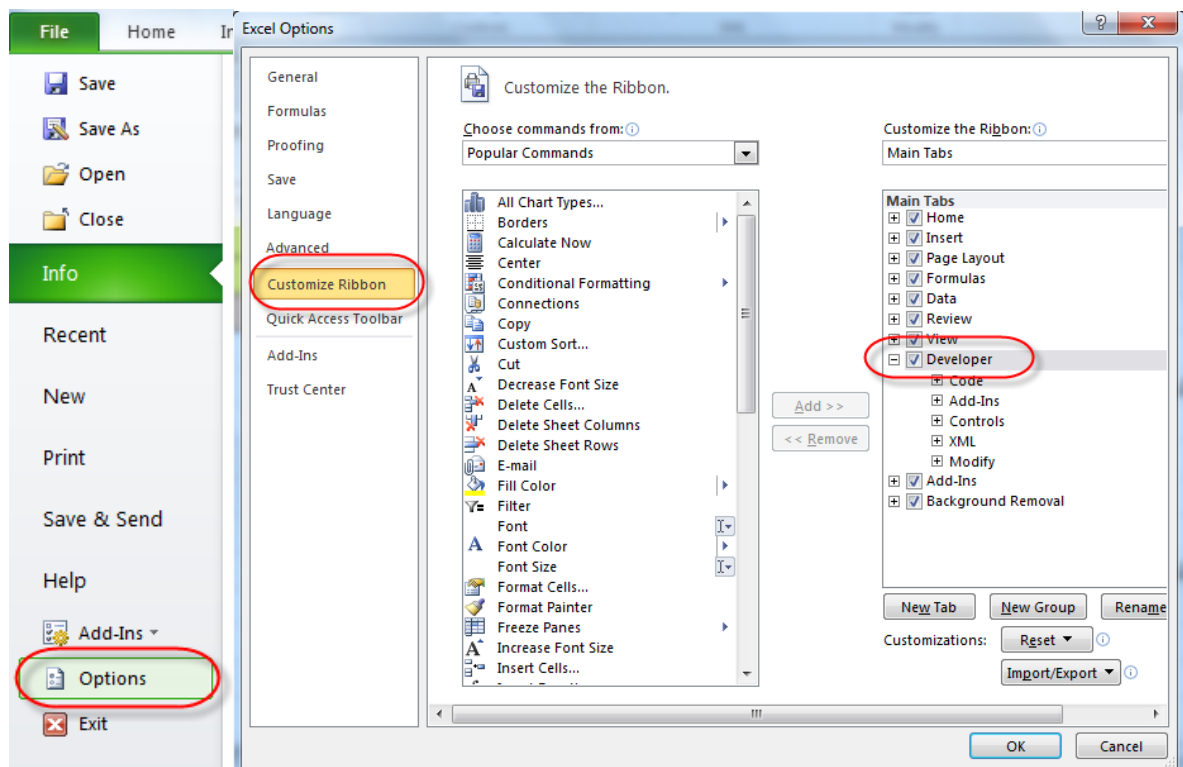 File Home
Save
Save As
Open
Close
Info
Recent
New
Print
Save & Send
Help
Add-Ins
Options
Exit
Excel Options
General
Formulas
Proofing
Save
Language
Advanced
Customize Ribbon
Quick Access Toolbar
Add-Ins
Trust Center
Customize the Ribbon.
Choose commands from:
Popular Commands
All Chart Types...
Borders
Calculate Now
Center
Conditional Formatting
Connections
Copy
Custom Sort...
Cut
Decrease Font Size
Delete Cells...
Delete Sheet Columns
Delete Sheet Rows
E-mail
Fill Color
Filter
Font
Font Color
Font Size
Format Cells...
Format Painter
Freeze Panes
Increase Font Size
Insert Cells...
Add >>
<< Remove
Customize the Ribbon:
Main Tabs
Main Tabs
Home
Insert
Page Layout
Formulas
Data
Review
View
Developer
Code
Add-Ins
Controls
XML
Modify
Add-Ins
Background Removal
New Tab New Group Rename
Customizations: Reset
Import/Export
OK Cancel